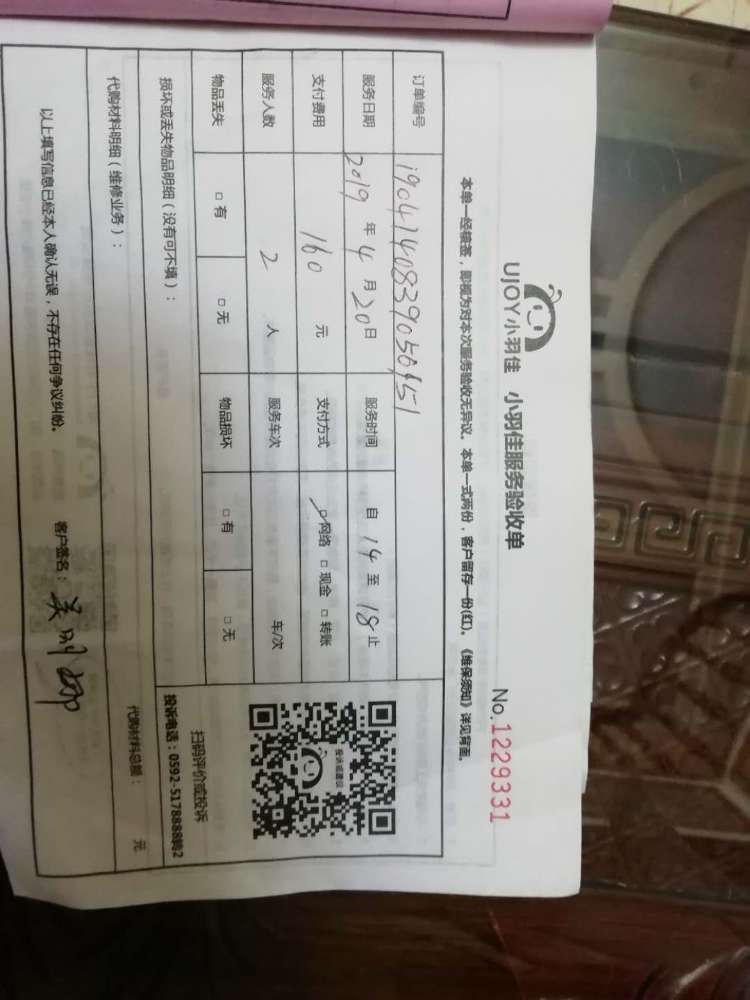 UJOY小羽佳 小羽佳服务验收单
No.1229331
本单一经核签，即视为对本次服务验收无异议。本单一式两份，客户留存一份(红)。《维保须知》详见背面。
订单编号
服务日期 2019 年 4 月 20 日 服务时间 自 14 至 18 止
支付费用 160 元 支付方式 ☑网络 □现金 □转账
服务人数 2 人 服务车次 车/次
物品丢失 □有 □无 物品损坏 □有 □无
投诉或建议
扫码评价或投诉
投诉电话：0592-5178888转2
损坏或丢失物品明细（没有可不填）：
代购材料明细（维修业务）： 代购材料总额： 元
以上填写信息已经本人确认无误，不存在任何争议纠纷。 客户签名：